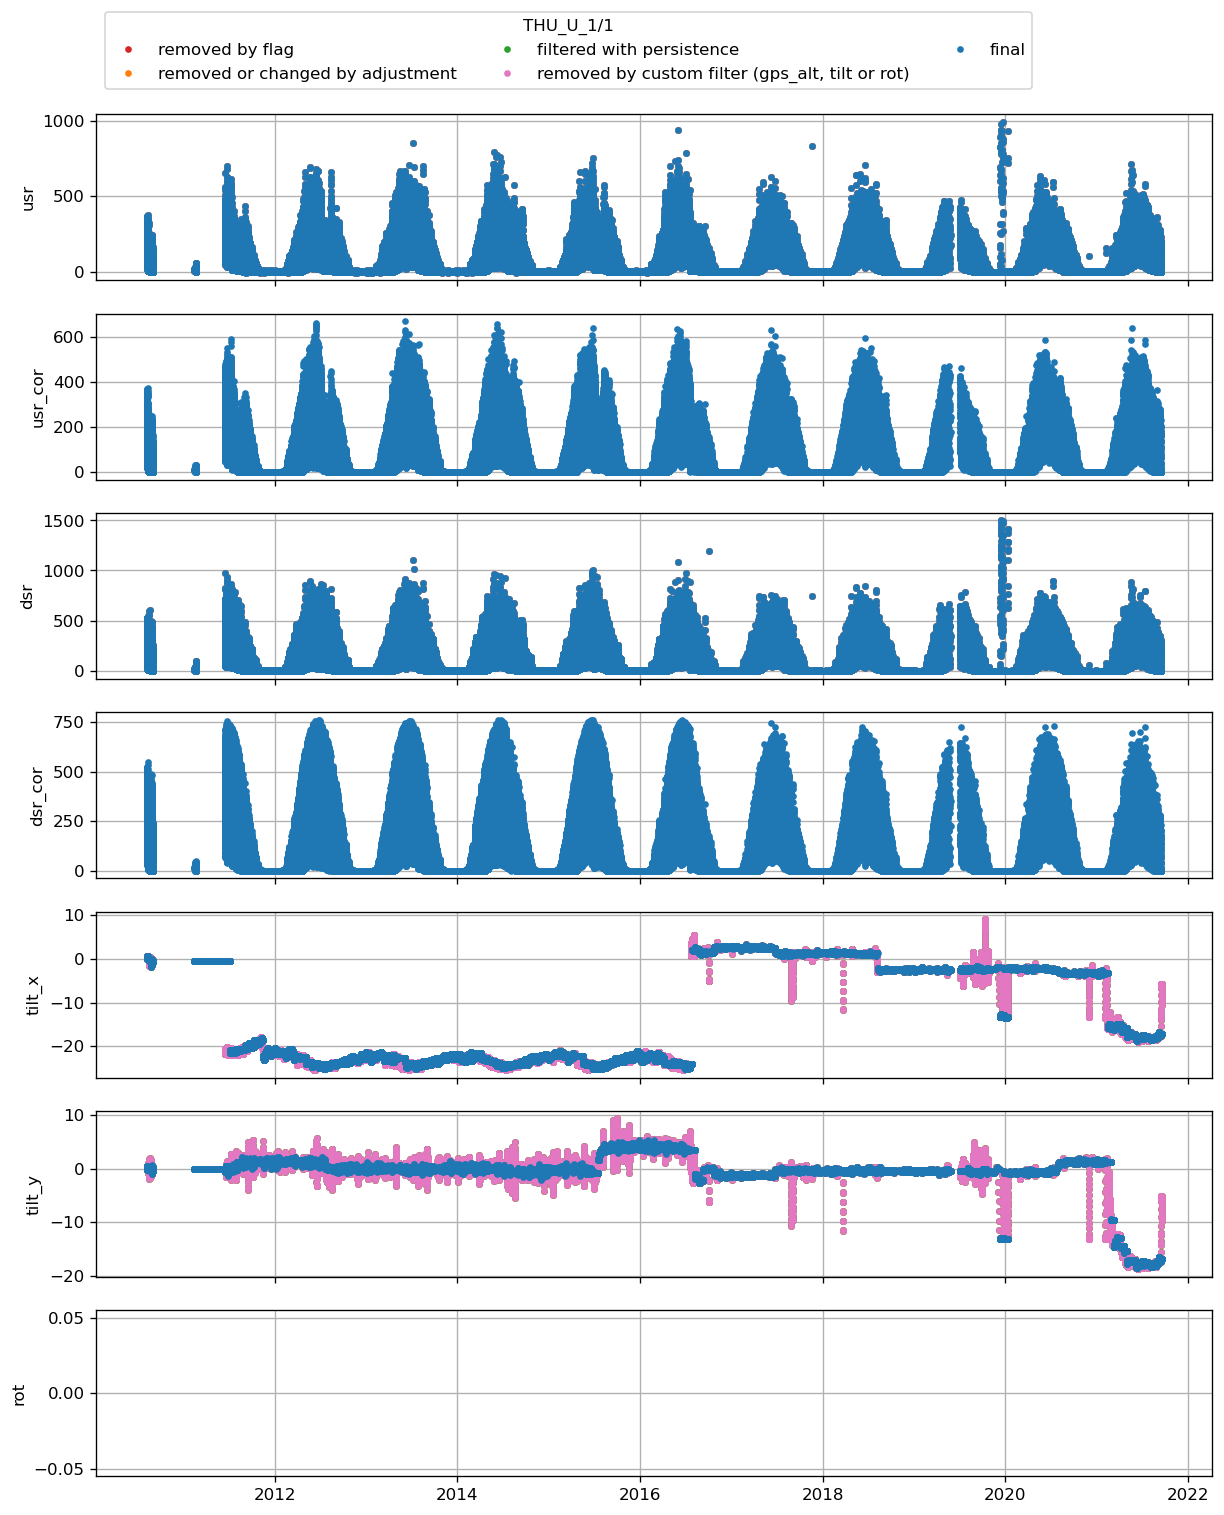 THU_U_1/1
removed by flag
filtered with persistence
final
removed or changed by adjustment
removed by custom filter (gps_alt, tilt or rot)
1000
500
0
usr
600
400
200
0
usr_cor
1500
1000
500
0
dsr
750
500
250
0
dsr_cor
10
0
−10
−20
tilt_x
10
0
−10
−20
tilt_y
0.05
0.00
−0.05
rot
2012
2014
2016
2018
2020
2022